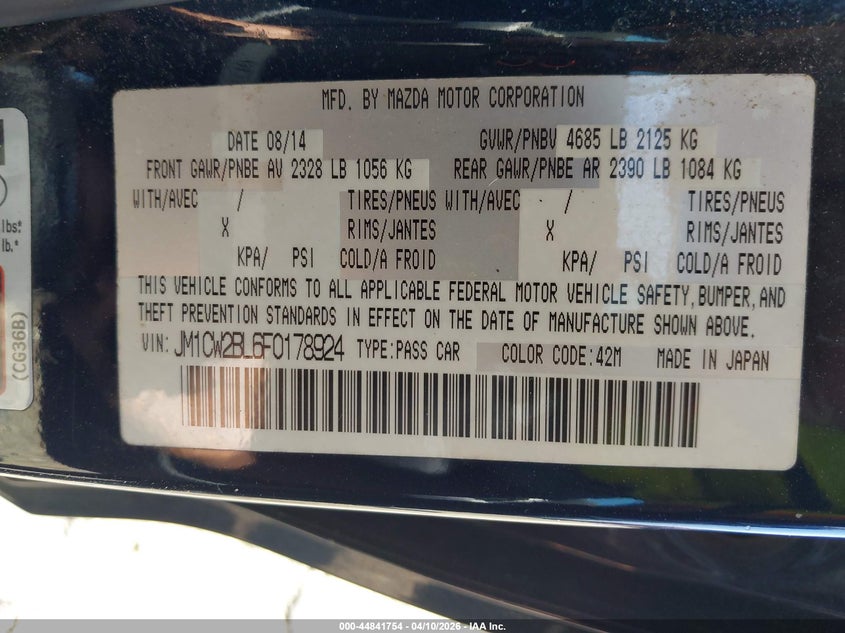 MFD. BY MAZDA MOTOR CORPORATION
DATE 08/14 GVWR/PNBV 4685 LB 2125 KG
FRONT GAWR/PNBE AV 2328 LB 1056 KG REAR GAWR/PNBE AR 2390 LB 1084 KG
WITH/AVEC / TIRES/PNEUS WITH/AVEC / TIRES/PNEUS
X RIMS/JANTES X RIMS/JANTES
KPA/ PSI COLD/A FROID KPA/ PSI COLD/A FROID
THIS VEHICLE CONFORMS TO ALL APPLICABLE FEDERAL MOTOR VEHICLE SAFETY, BUMPER, AND
THEFT PREVENTION STANDARDS IN EFFECT ON THE DATE OF MANUFACTURE SHOWN ABOVE.
VIN: JM1CW2BL6F0178924 TYPE:PASS CAR COLOR CODE:42M MADE IN JAPAN
lbs*
lb.*
(CG36B)
000-44841754 - 04/10/2026 - IAA Inc.